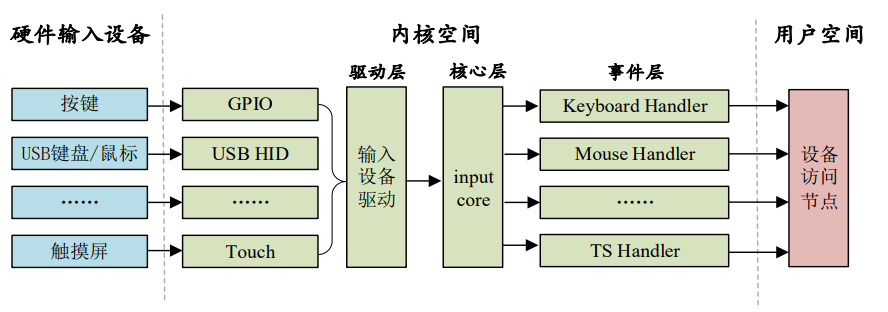 硬件输入设备
内核空间
用户空间
驱动层
核心层
事件层
按键
GPIO
Keyboard Handler
USB键盘/鼠标
USB HID
Mouse Handler
……
……
……
触摸屏
Touch
TS Handler
输入
设备
驱动
input
core
设备
访问
节点